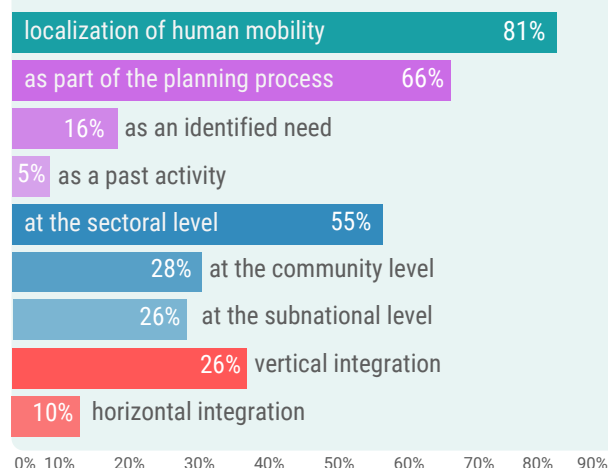 localization of human mobility 81%
as part of the planning process 66%
16% as an identified need
5% as a past activity
at the sectoral level 55%
28% at the community level
26% at the subnational level
26% vertical integration
10% horizontal integration
0% 10% 20% 30% 40% 50% 60% 70% 80% 90%